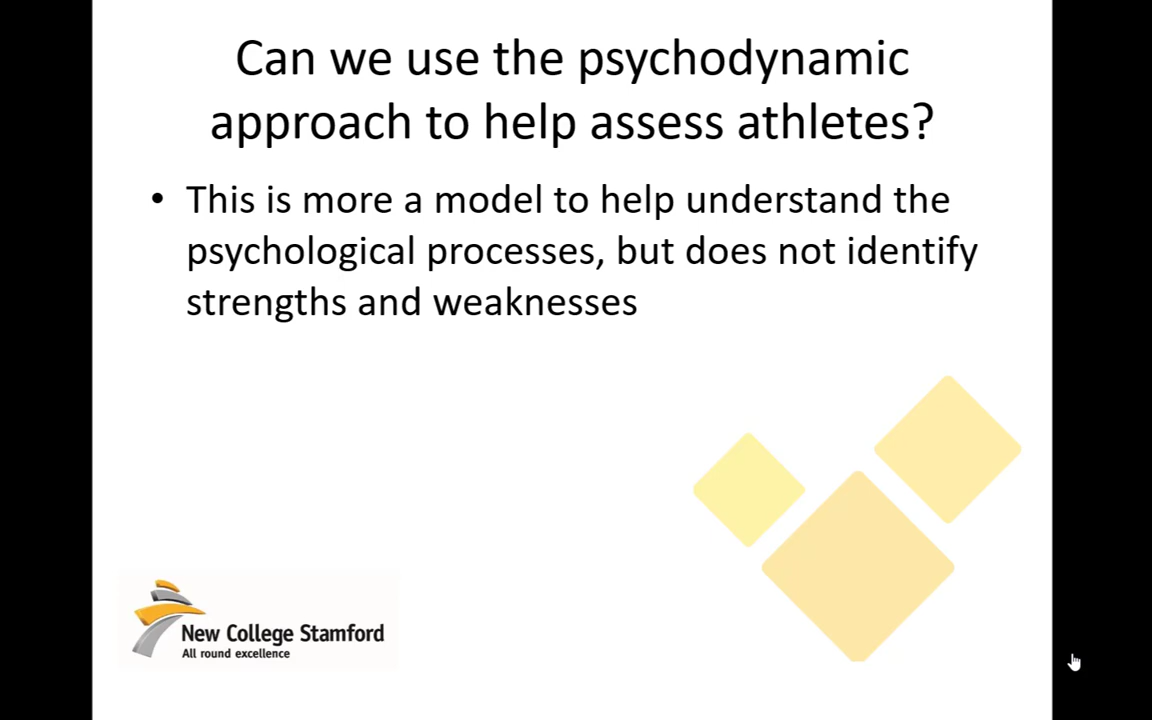 Can we use the psychodynamic
approach to help assess athletes?
• This is more a model to help understand the
psychological processes, but does not identify
strengths and weaknesses
New College Stamford
All round excellence